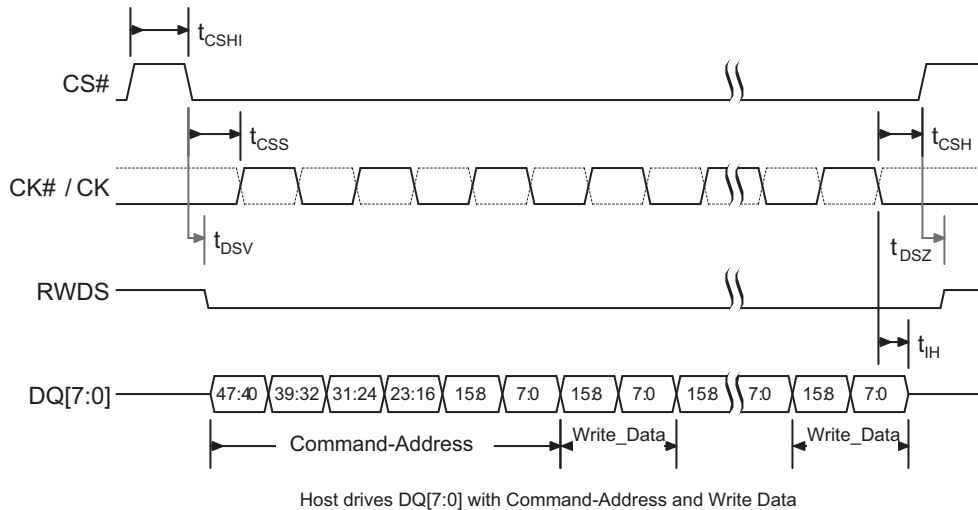 tCSHI
CS#
tCSS
tCSH
CK# / CK
tDSV
tDSZ
RWDS
tIH
DQ[7:0]
47:40 39:32 31:24 23:16 15:8 7:0 15:8 7:0 15:8 7:0 15:8 7:0
Command-Address
Write_Data
Write_Data
Host drives DQ[7:0] with Command-Address and Write Data